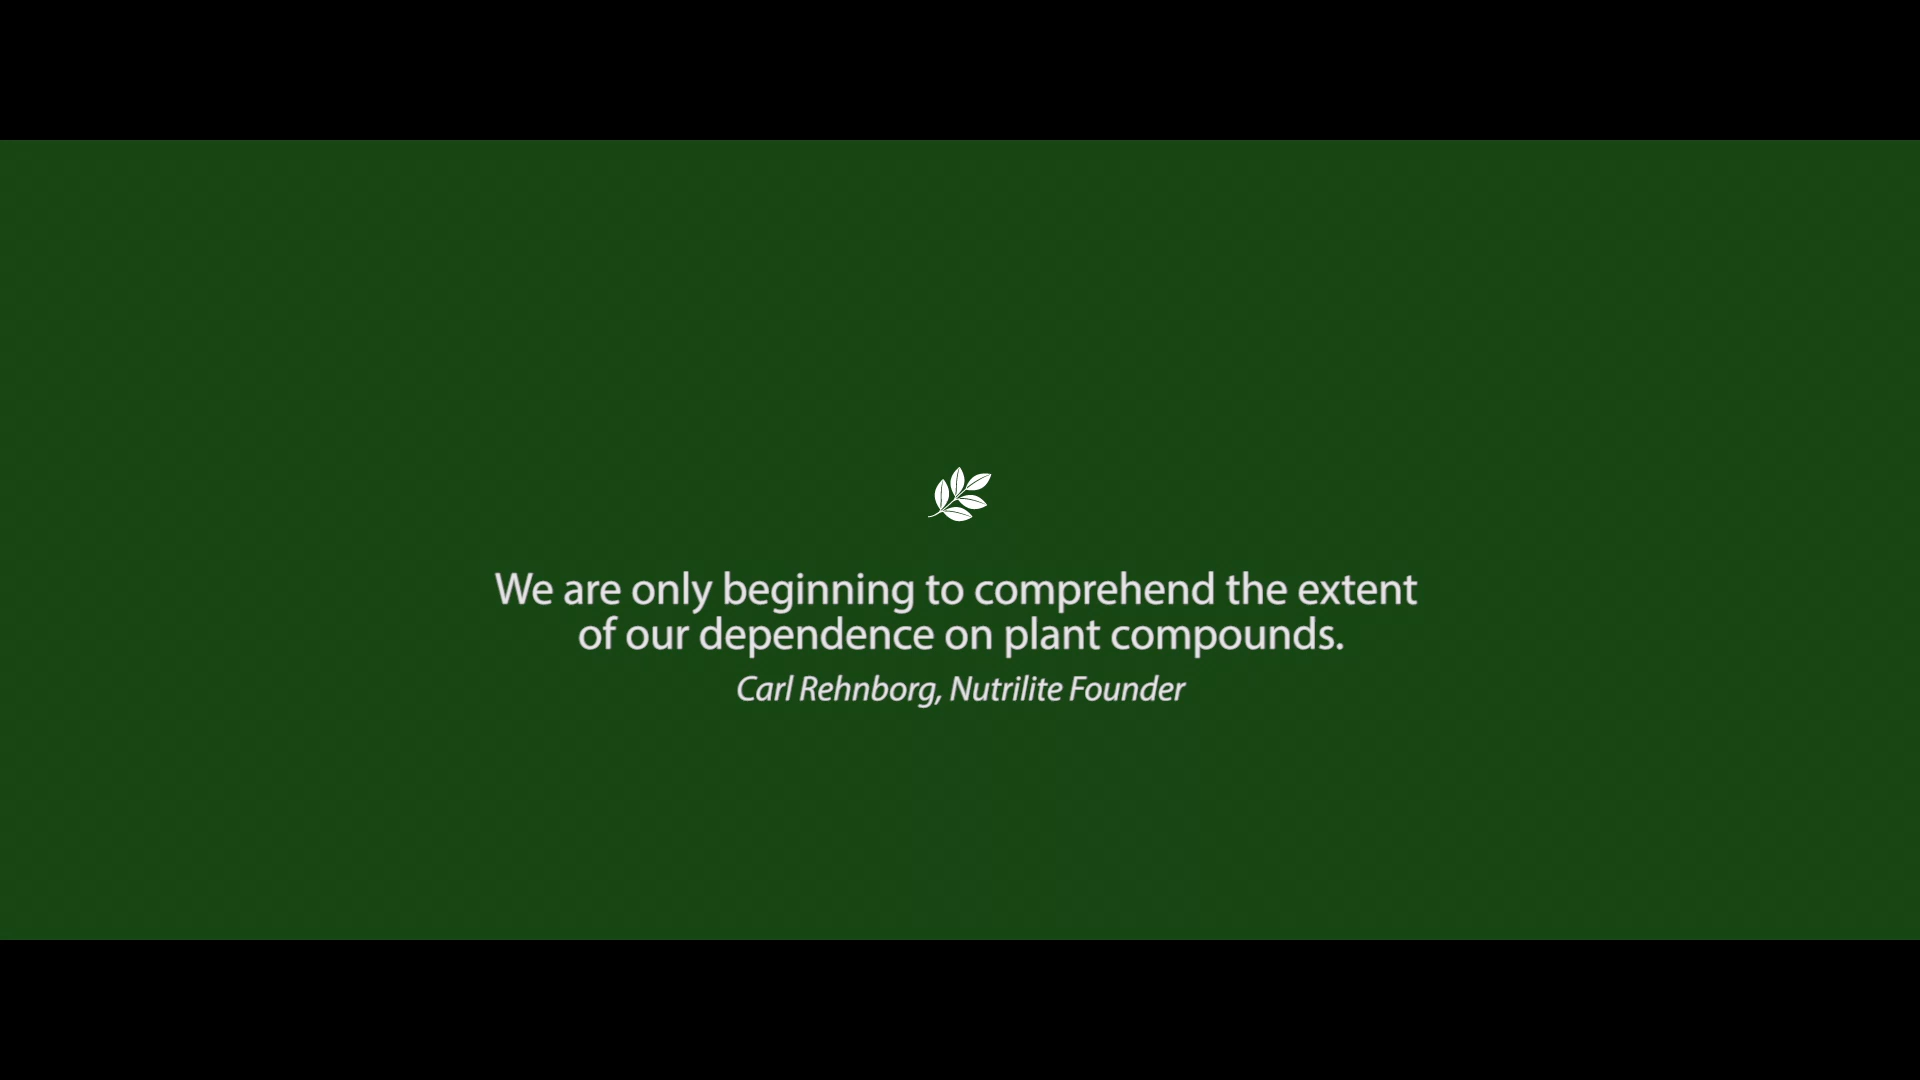 We are only beginning to comprehend the extent
of our dependence on plant compounds.
Carl Rehnborg, Nutrilite Founder